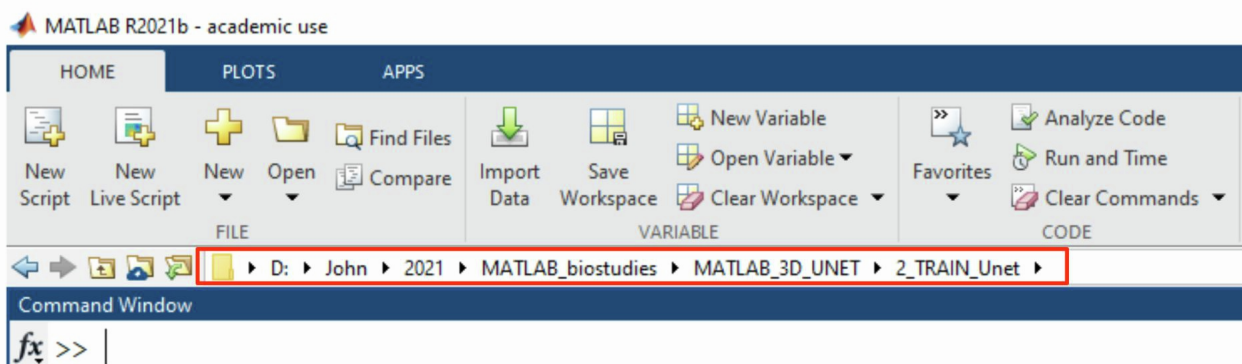 MATLAB R2021b - academic use
HOME PLOTS APPS
New Script
New Live Script
New
Open
Find Files
Compare
FILE
Import Data
Save Workspace
New Variable
Open Variable
Clear Workspace
VARIABLE
Favorites
Analyze Code
Run and Time
Clear Commands
CODE
D: John 2021 MATLAB_biostudies MATLAB_3D_UNET 2_TRAIN_Unet
Command Window
fx >>